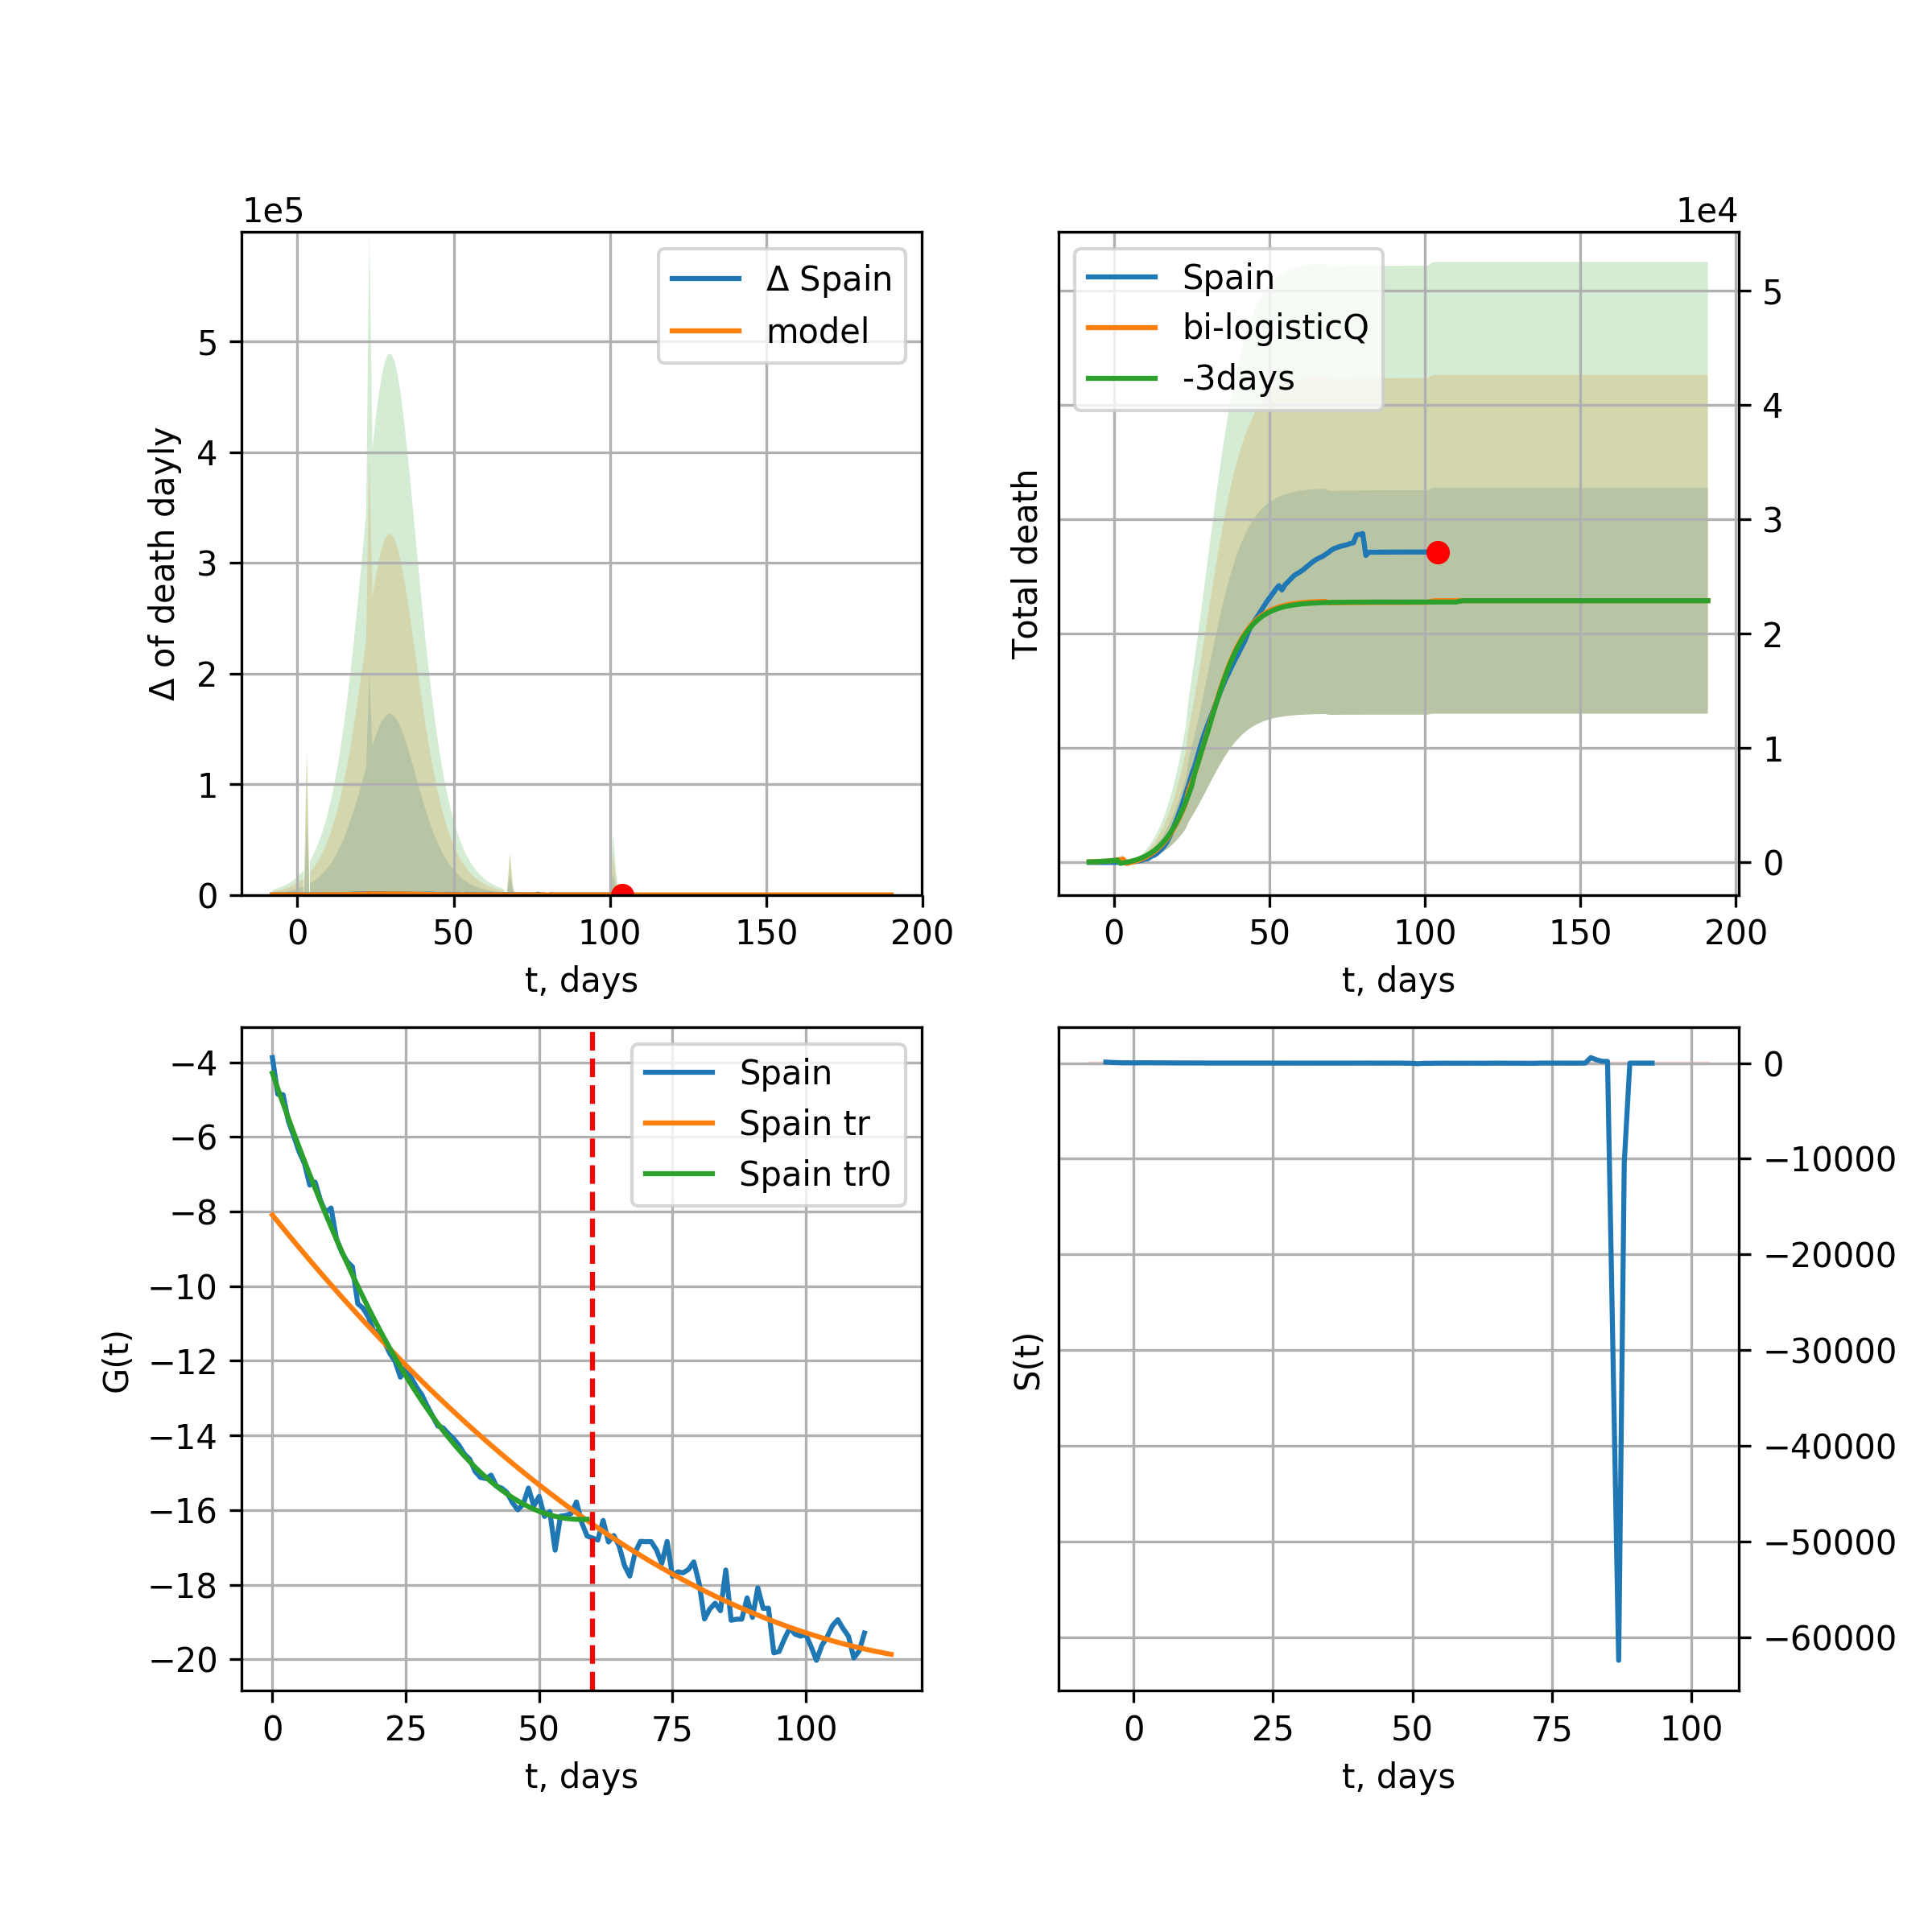 1e5
Δ Spain
model
5
4
3
2
1
0
Δ of death dayly
0 50 100 150 200
t, days
1e4
Spain
bi-logisticQ
-3days
5
4
3
2
1
0
Total death
0 50 100 150 200
t, days
Spain
Spain tr
Spain tr0
−4
−6
−8
−10
−12
−14
−16
−18
−20
G(t)
0 25 50 75 100
t, days
0
−10000
−20000
−30000
−40000
−50000
−60000
S(t)
0 25 50 75 100
t, days